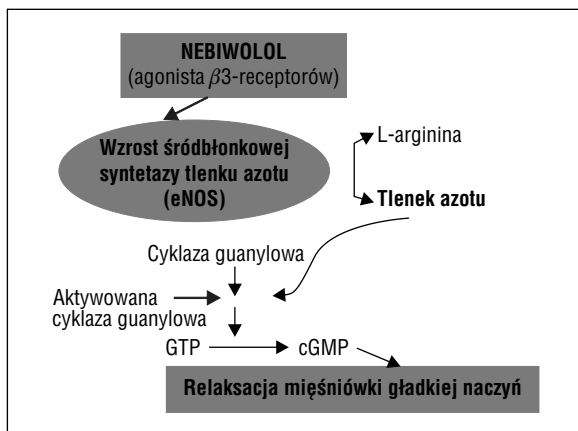 NEBIWOLOL
(agonista β3-receptorów)
Wzrost śródbłonkowej
syntetazy tlenku azotu
(eNOS)
L-arginina
Tlenek azotu
Cyklaza guanylowa
Aktywowana
cyklaza guanylowa
GTP
cGMP
Relaksacja mięśniówki gładkiej naczyń